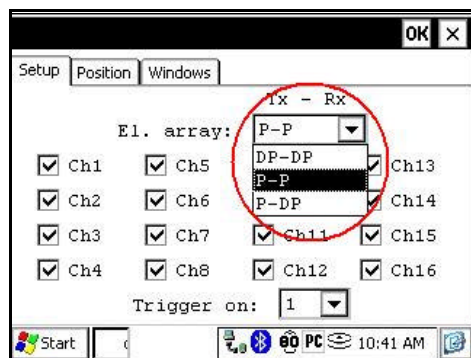 OK ×
Setup Position Windows
Tx - Rx
El. array: P-P
DP-DP
P-P
P-DP
Ch1 Ch5 Ch13
Ch2 Ch6 Ch14
Ch3 Ch7 Ch11 Ch15
Ch4 Ch8 Ch12 Ch16
Trigger on: 1
Start PC 10:41 AM